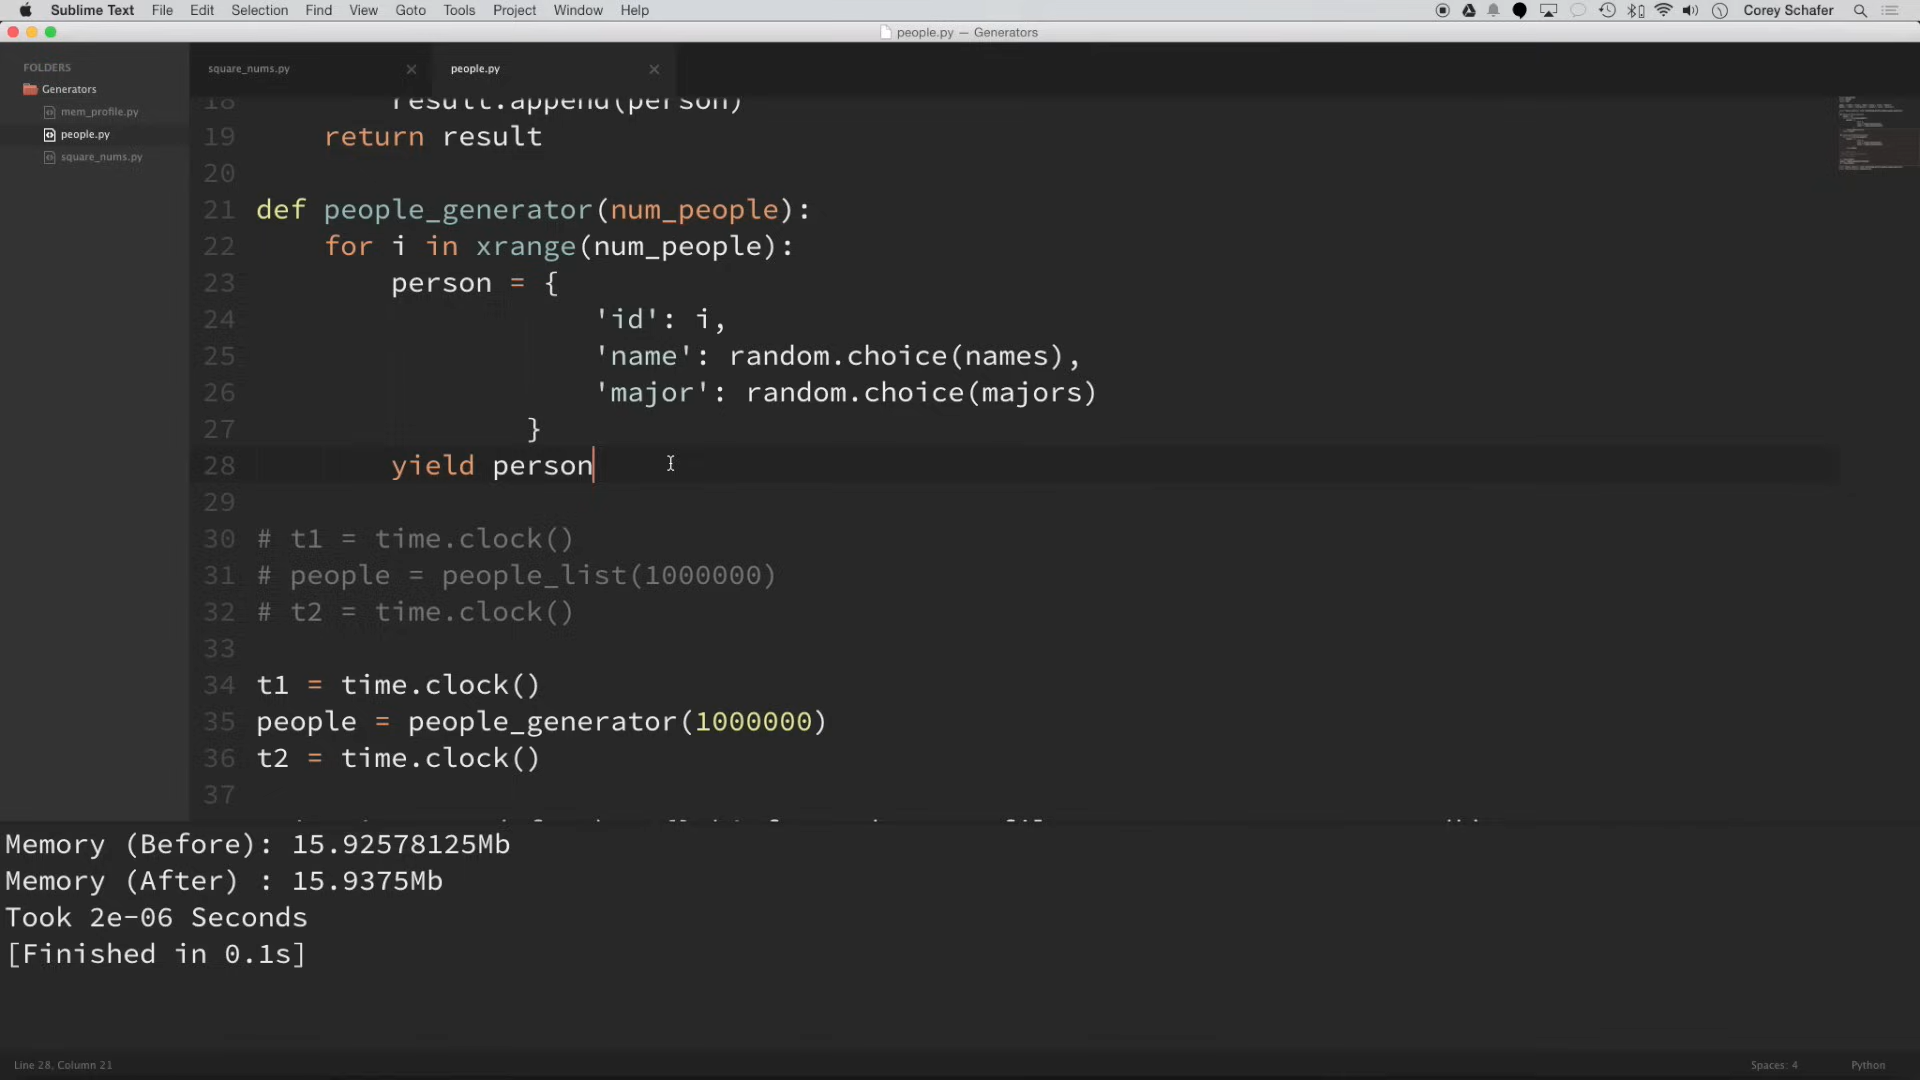 Sublime Text File Edit Selection Find View Goto Tools Project Window Help Corey Schafer
people.py — Generators
FOLDERS
Generators
mem_profile.py
people.py
square_nums.py
square_nums.py people.py
18 result.append(person)
19 return result
20
21 def people_generator(num_people):
22 for i in xrange(num_people):
23 person = {
24 'id': i,
25 'name': random.choice(names),
26 'major': random.choice(majors)
27 }
28 yield person
29
30 # t1 = time.clock()
31 # people = people_list(1000000)
32 # t2 = time.clock()
33
34 t1 = time.clock()
35 people = people_generator(1000000)
36 t2 = time.clock()
37
Memory (Before): 15.92578125Mb
Memory (After) : 15.9375Mb
Took 2e-06 Seconds
[Finished in 0.1s]
Line 28, Column 21 Spaces: 4 Python